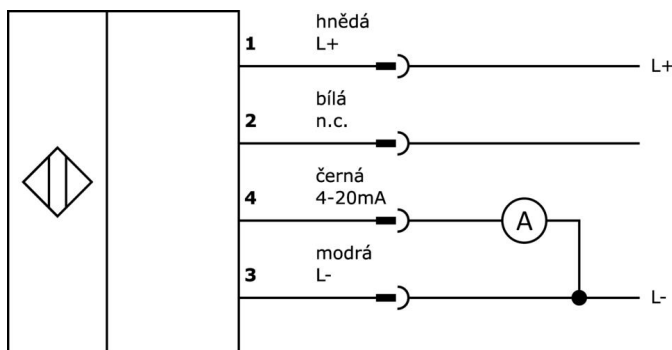 hnědá
1 L+ L+
bílá
2 n.c.
černá
4 4-20mA A
modrá
3 L- L-